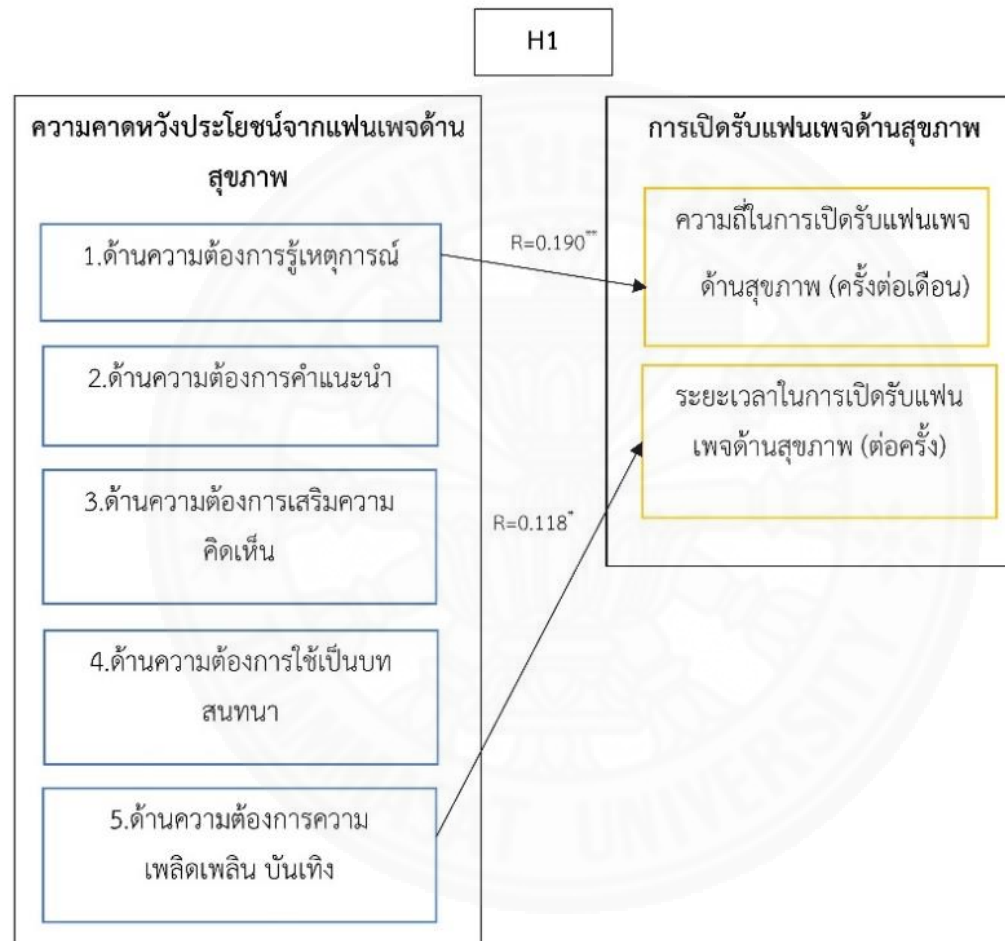 H1
ความคาดหวังประโยชน์จากแฟนเพจด้าน
สุขภาพ
1.ด้านความต้องการรู้เหตุการณ์
2.ด้านความต้องการคำแนะนำ
3.ด้านความต้องการเสริมความ
คิดเห็น
4.ด้านความต้องการใช้เป็นบท
สนทนา
5.ด้านความต้องการความ
เพลิดเพลิน บันเทิง
R=0.190**
R=0.118*
การเปิดรับแฟนเพจด้านสุขภาพ
ความถี่ในการเปิดรับแฟนเพจ
ด้านสุขภาพ (ครั้งต่อเดือน)
ระยะเวลาในการเปิดรับแฟน
เพจด้านสุขภาพ (ต่อครั้ง)
THAMMASAT UNIVERSITY